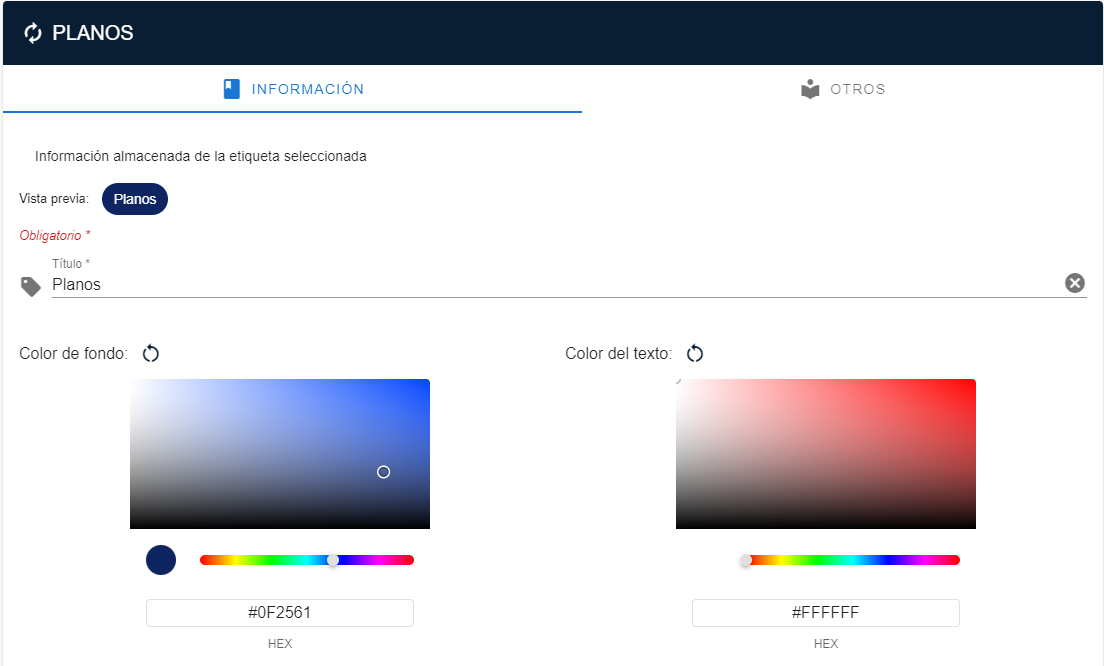 PLANOS
INFORMACIÓN
OTROS
Información almacenada de la etiqueta seleccionada
Vista previa: Planos
Obligatorio *
Título *
Planos
Color de fondo:
Color del texto:
#0F2561
#FFFFFF
HEX
HEX